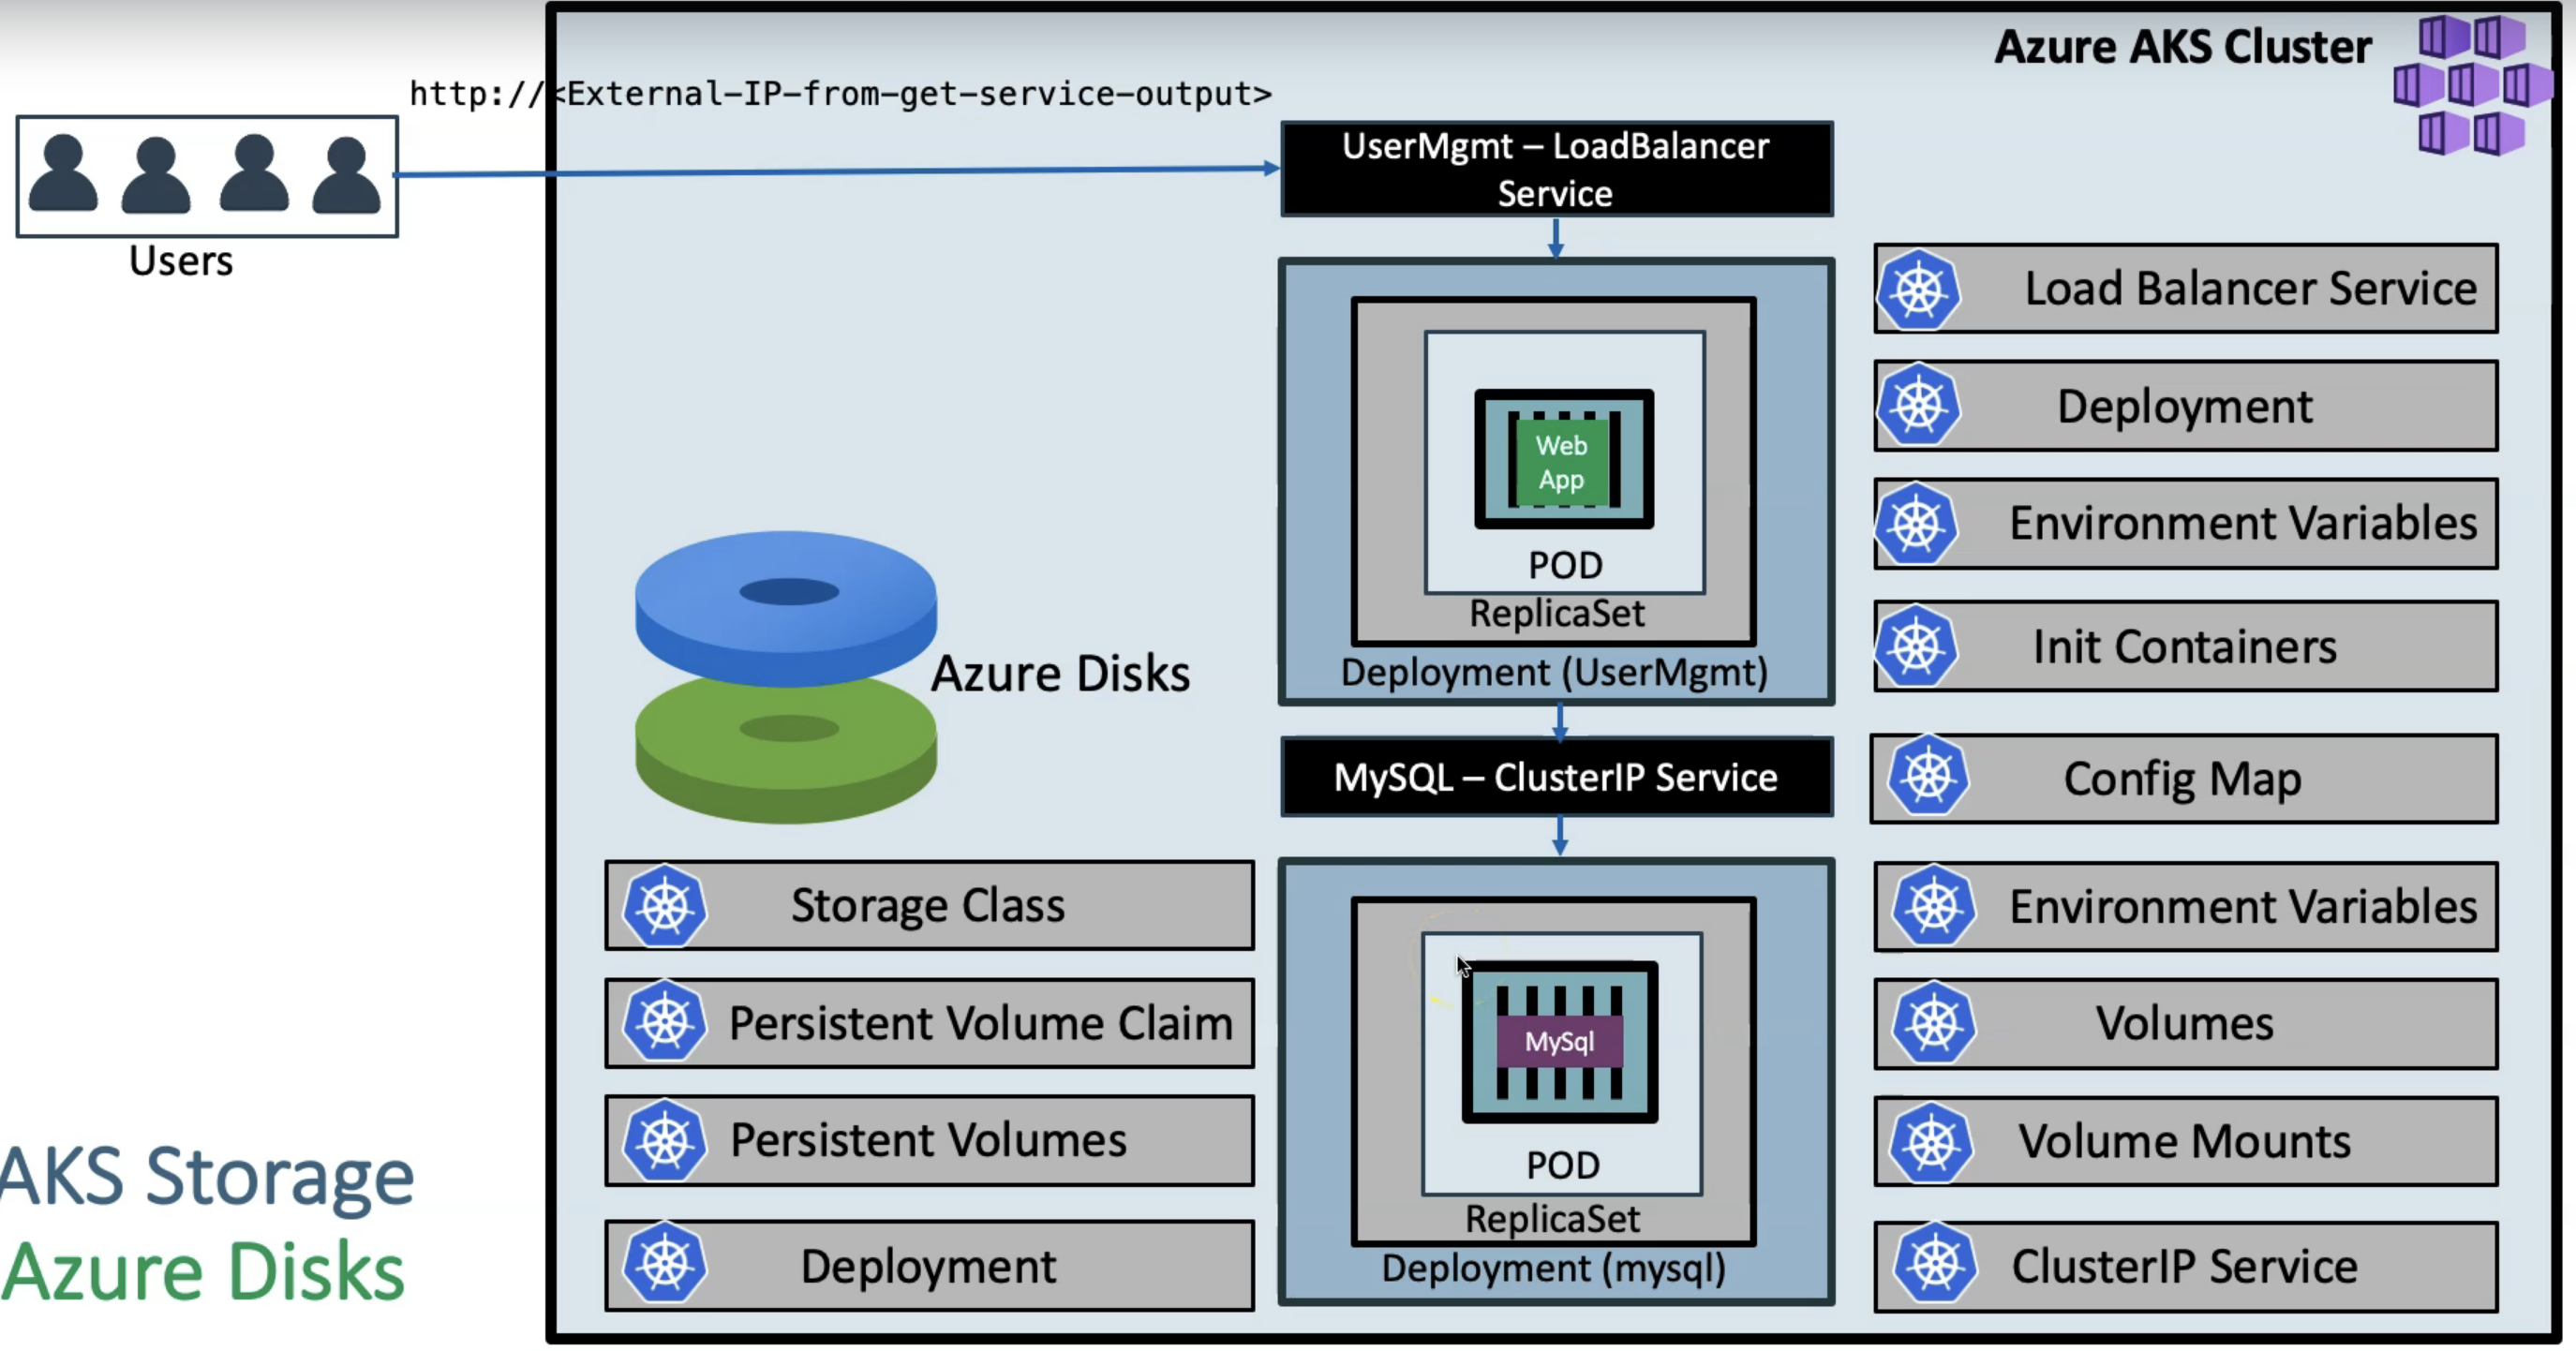 Azure AKS Cluster
http://<External-IP-from-get-service-output>
Users
UserMgmt – LoadBalancer
Service
Web
App
POD
ReplicaSet
Deployment (UserMgmt)
MySQL – ClusterIP Service
MySql
POD
ReplicaSet
Deployment (mysql)
Azure Disks
Storage Class
Persistent Volume Claim
Persistent Volumes
Deployment
Load Balancer Service
Deployment
Environment Variables
Init Containers
Config Map
Environment Variables
Volumes
Volume Mounts
ClusterIP Service
AKS Storage
Azure Disks